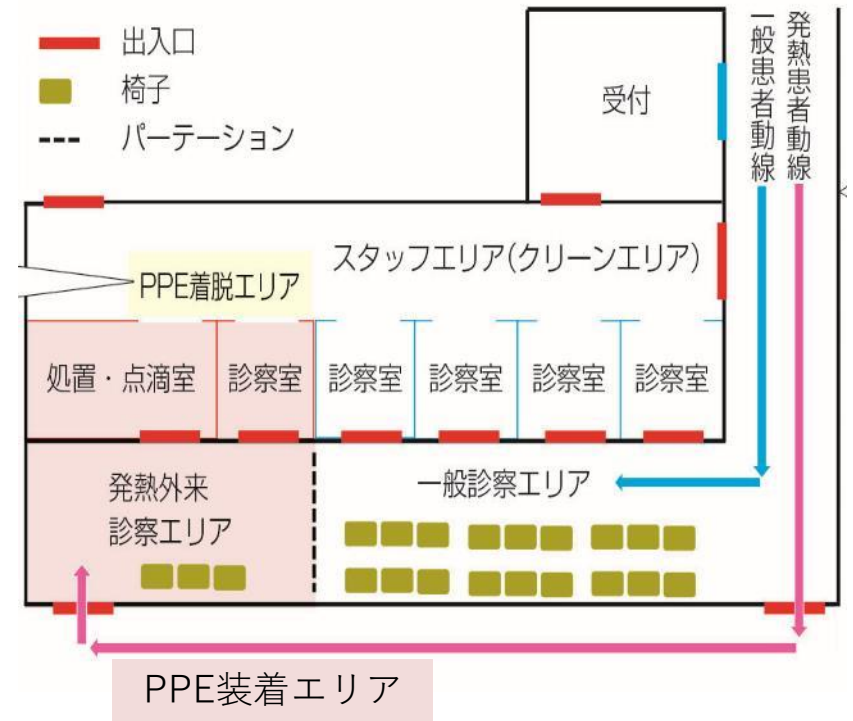 出入口
椅子
パーテーション
受付
一般患者動線
発熱患者動線
スタッフエリア(クリーンエリア)
PPE着脱エリア
処置・点滴室
診察室
診察室
診察室
診察室
診察室
発熱外来
診察エリア
一般診察エリア
PPE装着エリア